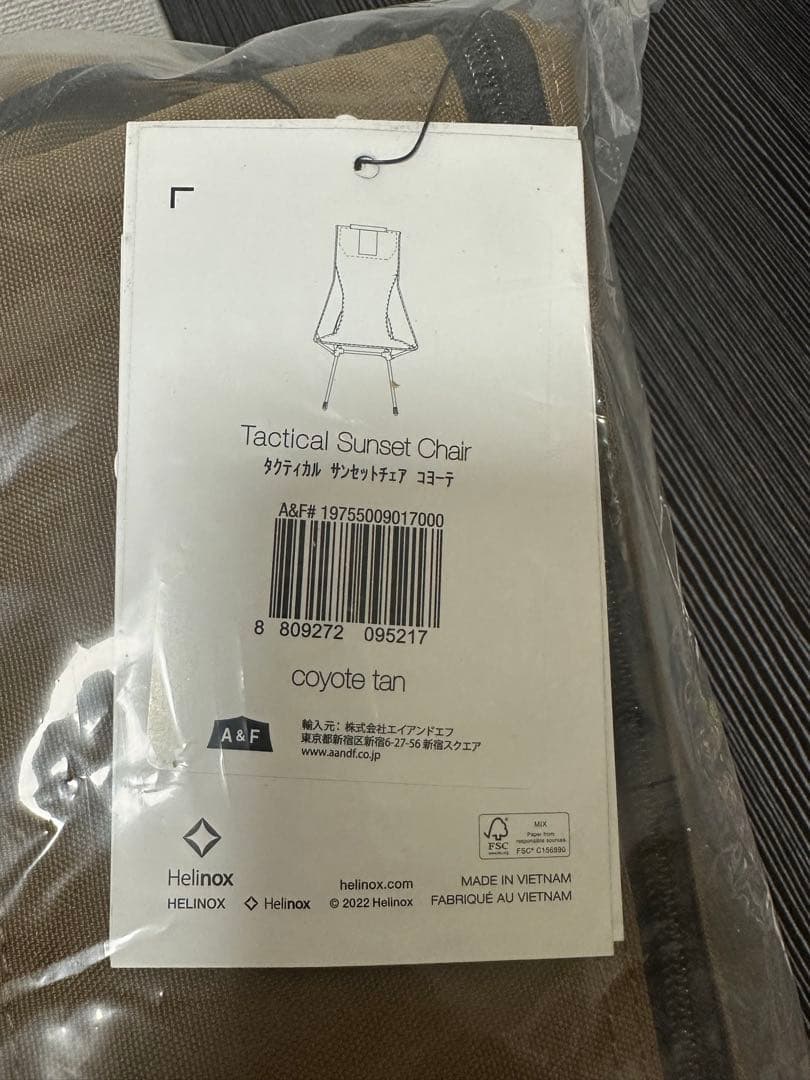 Tactical Sunset Chair
タクティカル サンセットチェア コヨーテ
A&F# 19755009017000
8 809272 095217
coyote tan
A & F
輸入元: 株式会社エイアンドエフ
東京都新宿区新宿6-27-56 新宿スクエア
www.aandf.co.jp
Helinox
HELINOX
Helinox
helinox.com
© 2022 Helinox
FSC
MIX
Paper from
responsible sources.
FSC® C156890
MADE IN VIETNAM
FABRIQUÉ AU VIETNAM